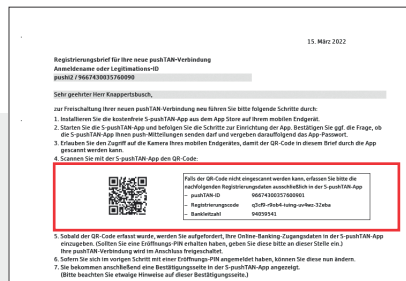 15. März 2022
Registrierungsbrief für Ihre neue pushTAN-Verbindung
Anmeldename oder Legitimations-ID
pushi2 / 9667430035760090
Sehr geehrter Herr Knappertsbusch,
zur Freischaltung Ihrer neuen pushTAN-Verbindung neu führen Sie bitte folgende Schritte durch:
1. Installieren Sie die kostenfreie S-pushTAN-App aus dem App Store auf Ihrem mobilen Endgerät.
2. Starten Sie die S-pushTAN-App und befolgen Sie die Schritte zur Einrichtung der App. Bestätigen Sie ggf. die Frage, ob
die S-pushTAN-App Ihnen push-Mitteilungen senden darf und vergeben darauffolgend das App-Passwort.
3. Erlauben Sie den Zugriff auf die Kamera Ihres mobilen Endgerätes, damit der QR-Code in diesem Brief durch die App
gescannt werden kann.
4. Scannen Sie mit der S-pushTAN-App den QR-Code:
Falls der QR-Code nicht eingescannt werden kann, erfassen Sie bitte die
nachfolgenden Registrierungsdaten ausschließlich in der S-pushTAN-App
– pushTAN-ID 96674300357600901
– Registrierungscode q3cf9-r9ob4-iuing-uv4wz-32eba
– Bankleitzahl 94059541
5. Sobald der QR-Code erfasst wurde, werden Sie aufgefordert, Ihre Online-Banking-Zugangsdaten in der S-pushTAN-App
einzugeben. (Sollten Sie eine Eröffnungs-PIN erhalten haben, geben Sie diese bitte an dieser Stelle ein.)
Ihre pushTAN-Verbindung wird im Anschluss freigeschaltet.
6. Sofern Sie sich im vorigen Schritt mit einer Eröffnungs-PIN angemeldet haben, können Sie diese nun ändern.
7. Sie bekommen anschließend eine Bestätigungsseite in der S-pushTAN-App angezeigt.
(Bitte beachten Sie etwaige Hinweise auf dieser Bestätigungsseite.)